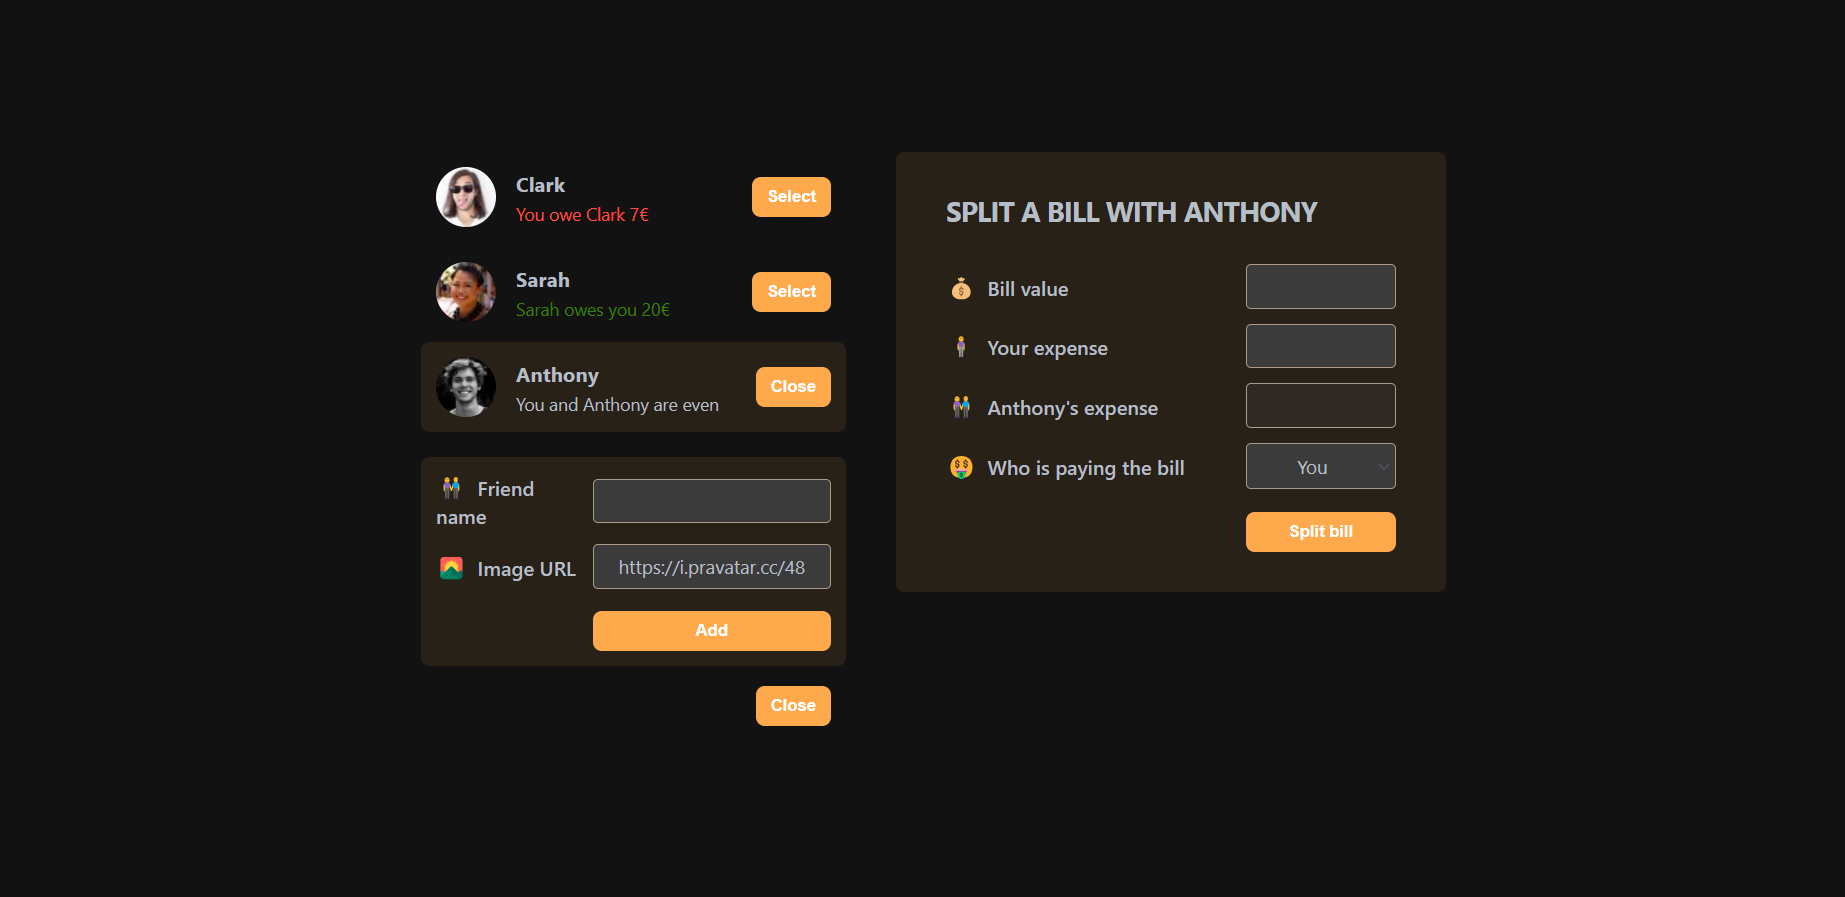 Clark
You owe Clark 7€
Select
Sarah
Sarah owes you 20€
Select
Anthony
You and Anthony are even
Close
Friend
name
Image URL
https://i.pravatar.cc/48
Add
Close
SPLIT A BILL WITH ANTHONY
Bill value
Your expense
Anthony's expense
Who is paying the bill
You
Split bill